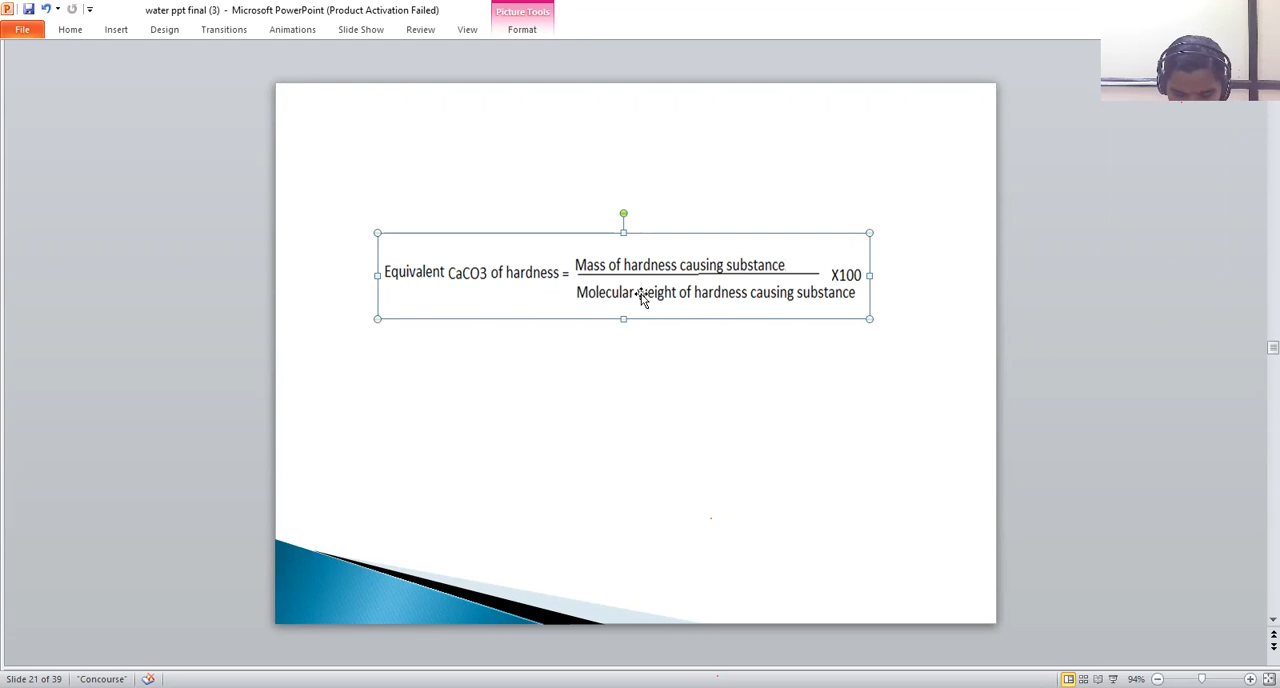 water ppt final (3) - Microsoft PowerPoint (Product Activation Failed)
Picture Tools
File Home Insert Design Transitions Animations Slide Show Review View Format
Mass of hardness causing substance
Equivalent CaCO3 of hardness = X100
Molecular weight of hardness causing substance
Slide 21 of 39 "Concourse" 94%